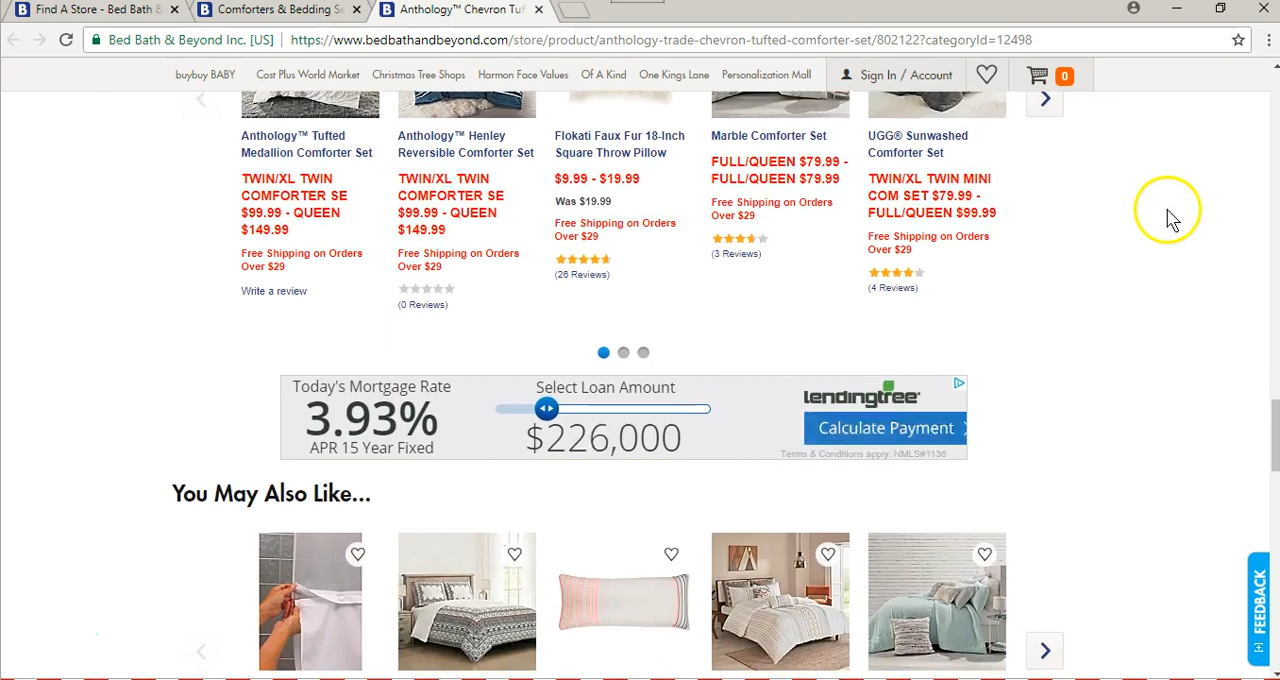 Find A Store - Bed Bath &
Comforters & Bedding Se
Anthology™ Chevron Tuf
Bed Bath & Beyond Inc. [US]
https://www.bedbathandbeyond.com/store/product/anthology-trade-chevron-tufted-comforter-set/802122?categoryId=12498
buybuy BABY
Cost Plus World Market
Christmas Tree Shops
Harmon Face Values
Of A Kind
One Kings Lane
Personalization Mall
Sign In / Account
0
Anthology™ Tufted
Medallion Comforter Set
TWIN/XL TWIN
COMFORTER SE
$99.99 - QUEEN
$149.99
Free Shipping on Orders
Over $29
Write a review
Anthology™ Henley
Reversible Comforter Set
TWIN/XL TWIN
COMFORTER SE
$99.99 - QUEEN
$149.99
Free Shipping on Orders
Over $29
(0 Reviews)
Flokati Faux Fur 18-Inch
Square Throw Pillow
$9.99 - $19.99
Was $19.99
Free Shipping on Orders
Over $29
(26 Reviews)
Marble Comforter Set
FULL/QUEEN $79.99 -
FULL/QUEEN $79.99
Free Shipping on Orders
Over $29
(3 Reviews)
UGG® Sunwashed
Comforter Set
TWIN/XL TWIN MINI
COM SET $79.99 -
FULL/QUEEN $99.99
Free Shipping on Orders
Over $29
(4 Reviews)
Today's Mortgage Rate
3.93%
APR 15 Year Fixed
Select Loan Amount
$226,000
lendingtree
Calculate Payment
Terms & Conditions apply. NMLS#1136
You May Also Like...
FEEDBACK